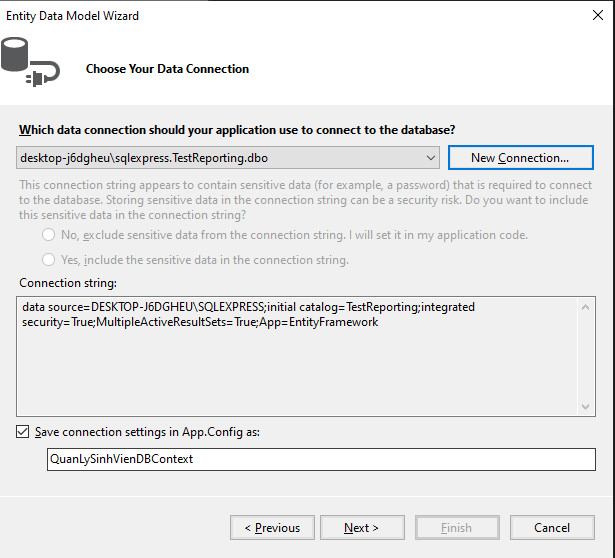 Entity Data Model Wizard
Choose Your Data Connection
Which data connection should your application use to connect to the database?
desktop-j6dgheu\sqlexpress.TestReporting.dbo
New Connection...
This connection string appears to contain sensitive data (for example, a password) that is required to connect
to the database. Storing sensitive data in the connection string can be a security risk. Do you want to include
this sensitive data in the connection string?
No, exclude sensitive data from the connection string. I will set it in my application code.
Yes, include the sensitive data in the connection string.
Connection string:
data source=DESKTOP-J6DGHEU\SQLEXPRESS;initial catalog=TestReporting;integrated
security=True;MultipleActiveResultSets=True;App=EntityFramework
Save connection settings in App.Config as:
QuanLySinhVienDBContext
< Previous
Next >
Finish
Cancel